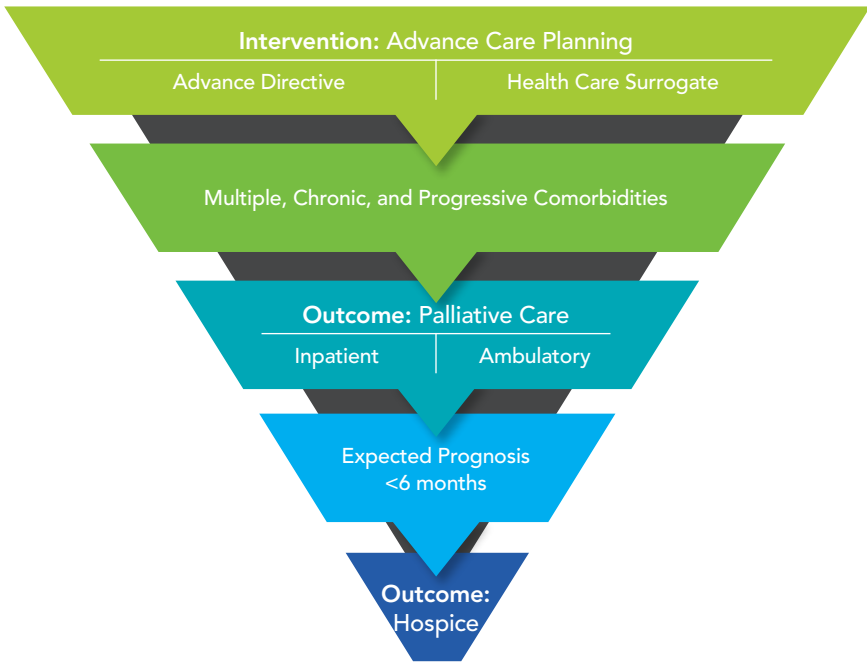 Intervention: Advance Care Planning
Advance Directive
Health Care Surrogate
Multiple, Chronic, and Progressive Comorbidities
Outcome: Palliative Care
Inpatient
Ambulatory
Expected Prognosis
<6 months
Outcome:
Hospice